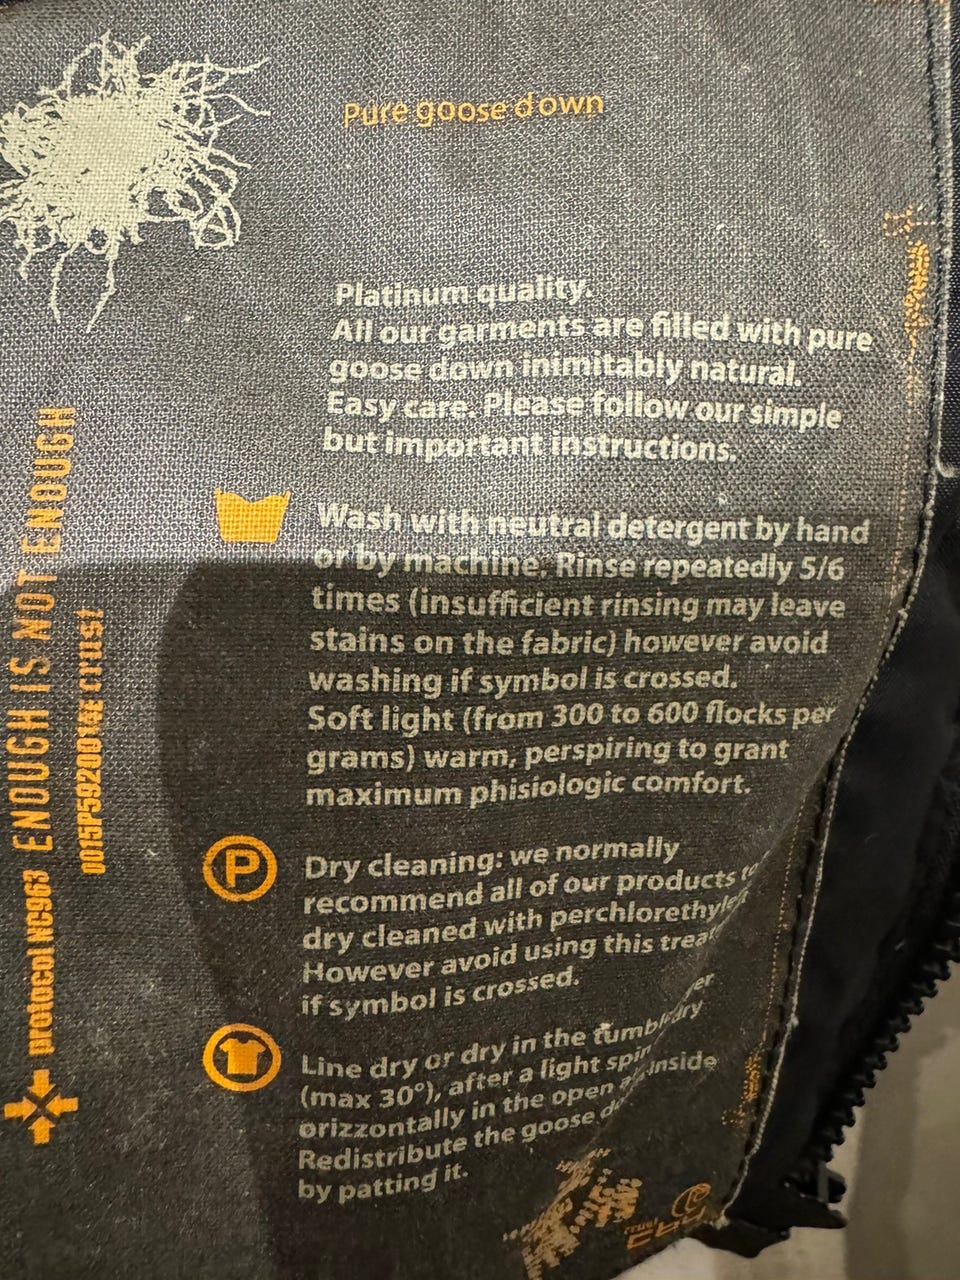 Pure goose down
Platinum quality.
All our garments are filled with pure
goose down inimitably natural.
Easy care. Please follow our simple
but important instructions.
Wash with neutral detergent by hand
or by machine. Rinse repeatedly 5/6
times (insufficient rinsing may leave
stains on the fabric) however avoid
washing if symbol is crossed.
Soft light (from 300 to 600 flocks per
grams) warm, perspiring to grant
maximum phisiologic comfort.
P
Dry cleaning: we normally
recommend all of our products
dry cleaned with
However avoid using this
if symbol is crossed.
Line dry or dry in the
(max 30°), after a light spin
orizzontally in the open inside
Redistribute the goose
by patting it.
protocol NC963 ENOUGH IS NOT ENOUGH
0015P5920014E crust